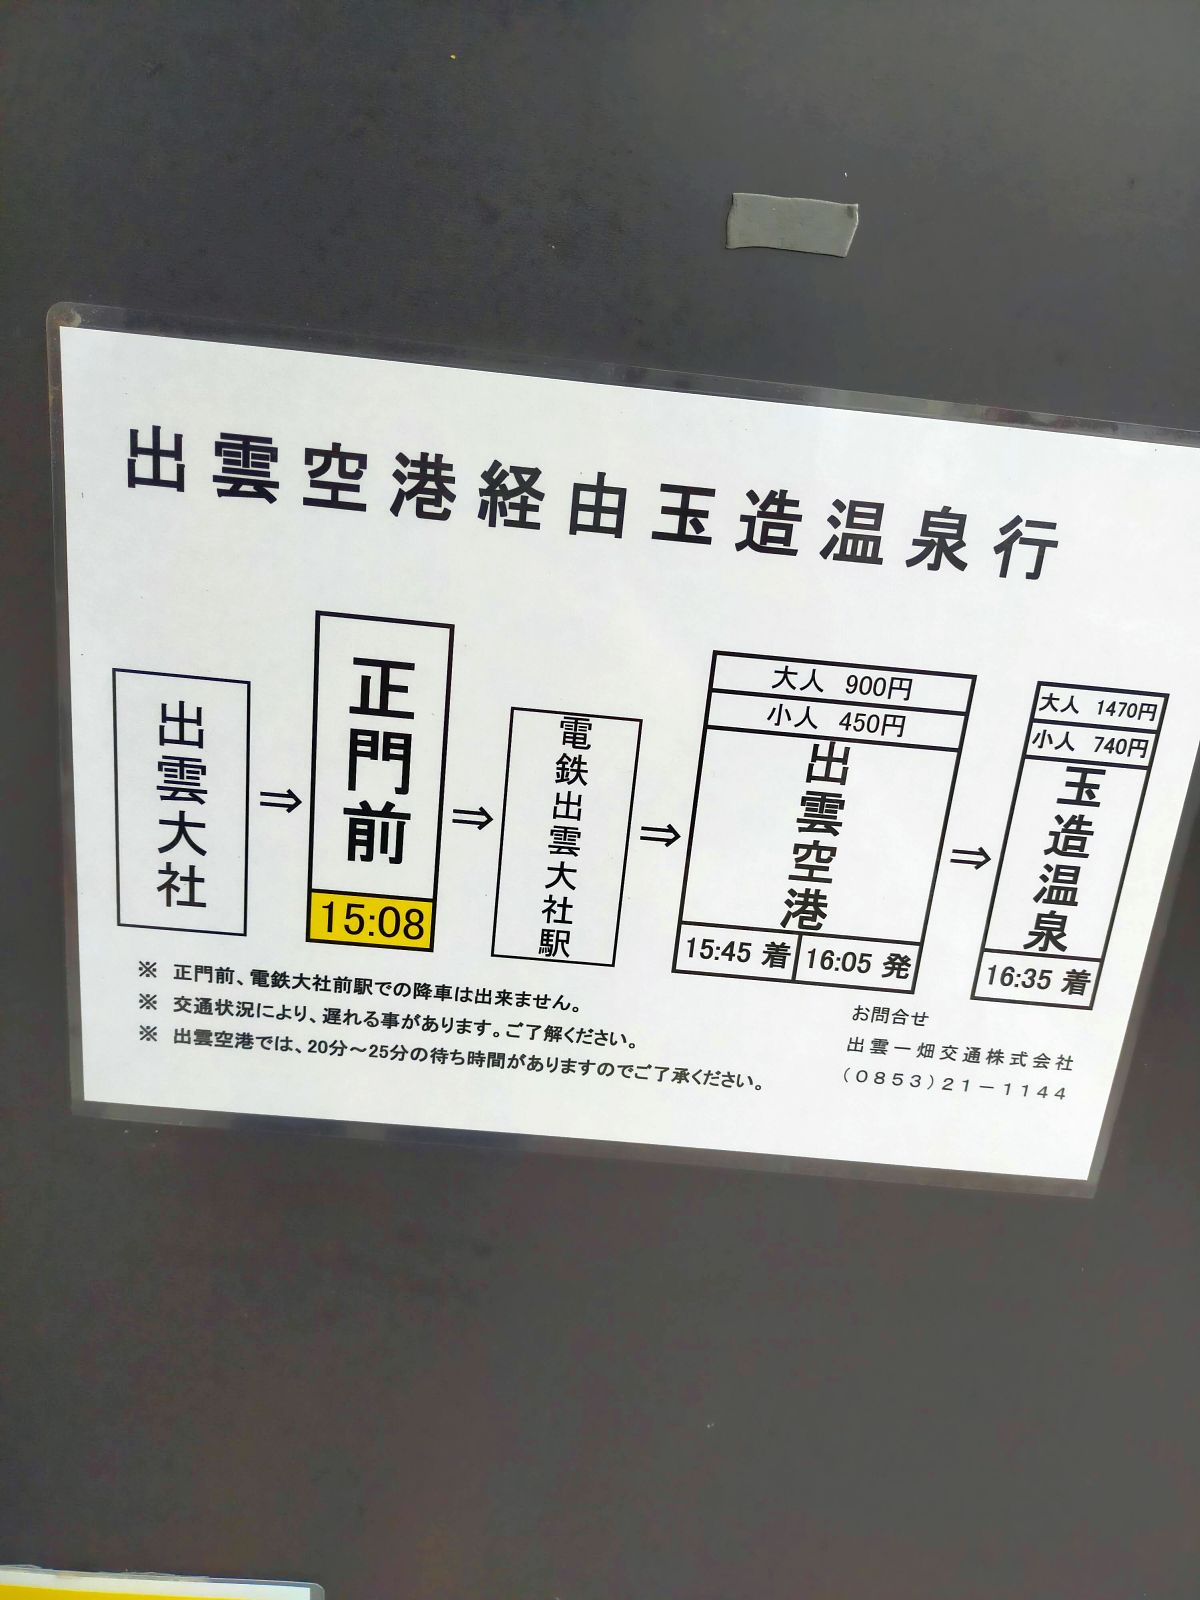 出雲空港経由玉造温泉行
出雲大社
⇒
正門前
15:08
⇒
電鉄出雲大社駅
⇒
大人 900円
小人 450円
出雲空港
15:45 着
16:05 発
⇒
大人 1470円
小人 740円
玉造温泉
16:35 着
※ 正門前、電鉄大社前駅での降車は出来ません。
※ 交通状況により、遅れる事があります。ご了解ください。
※ 出雲空港では、20分～25分の待ち時間がありますのでご了承ください。
お問合せ
出雲一畑交通株式会社
(0853)21－1144